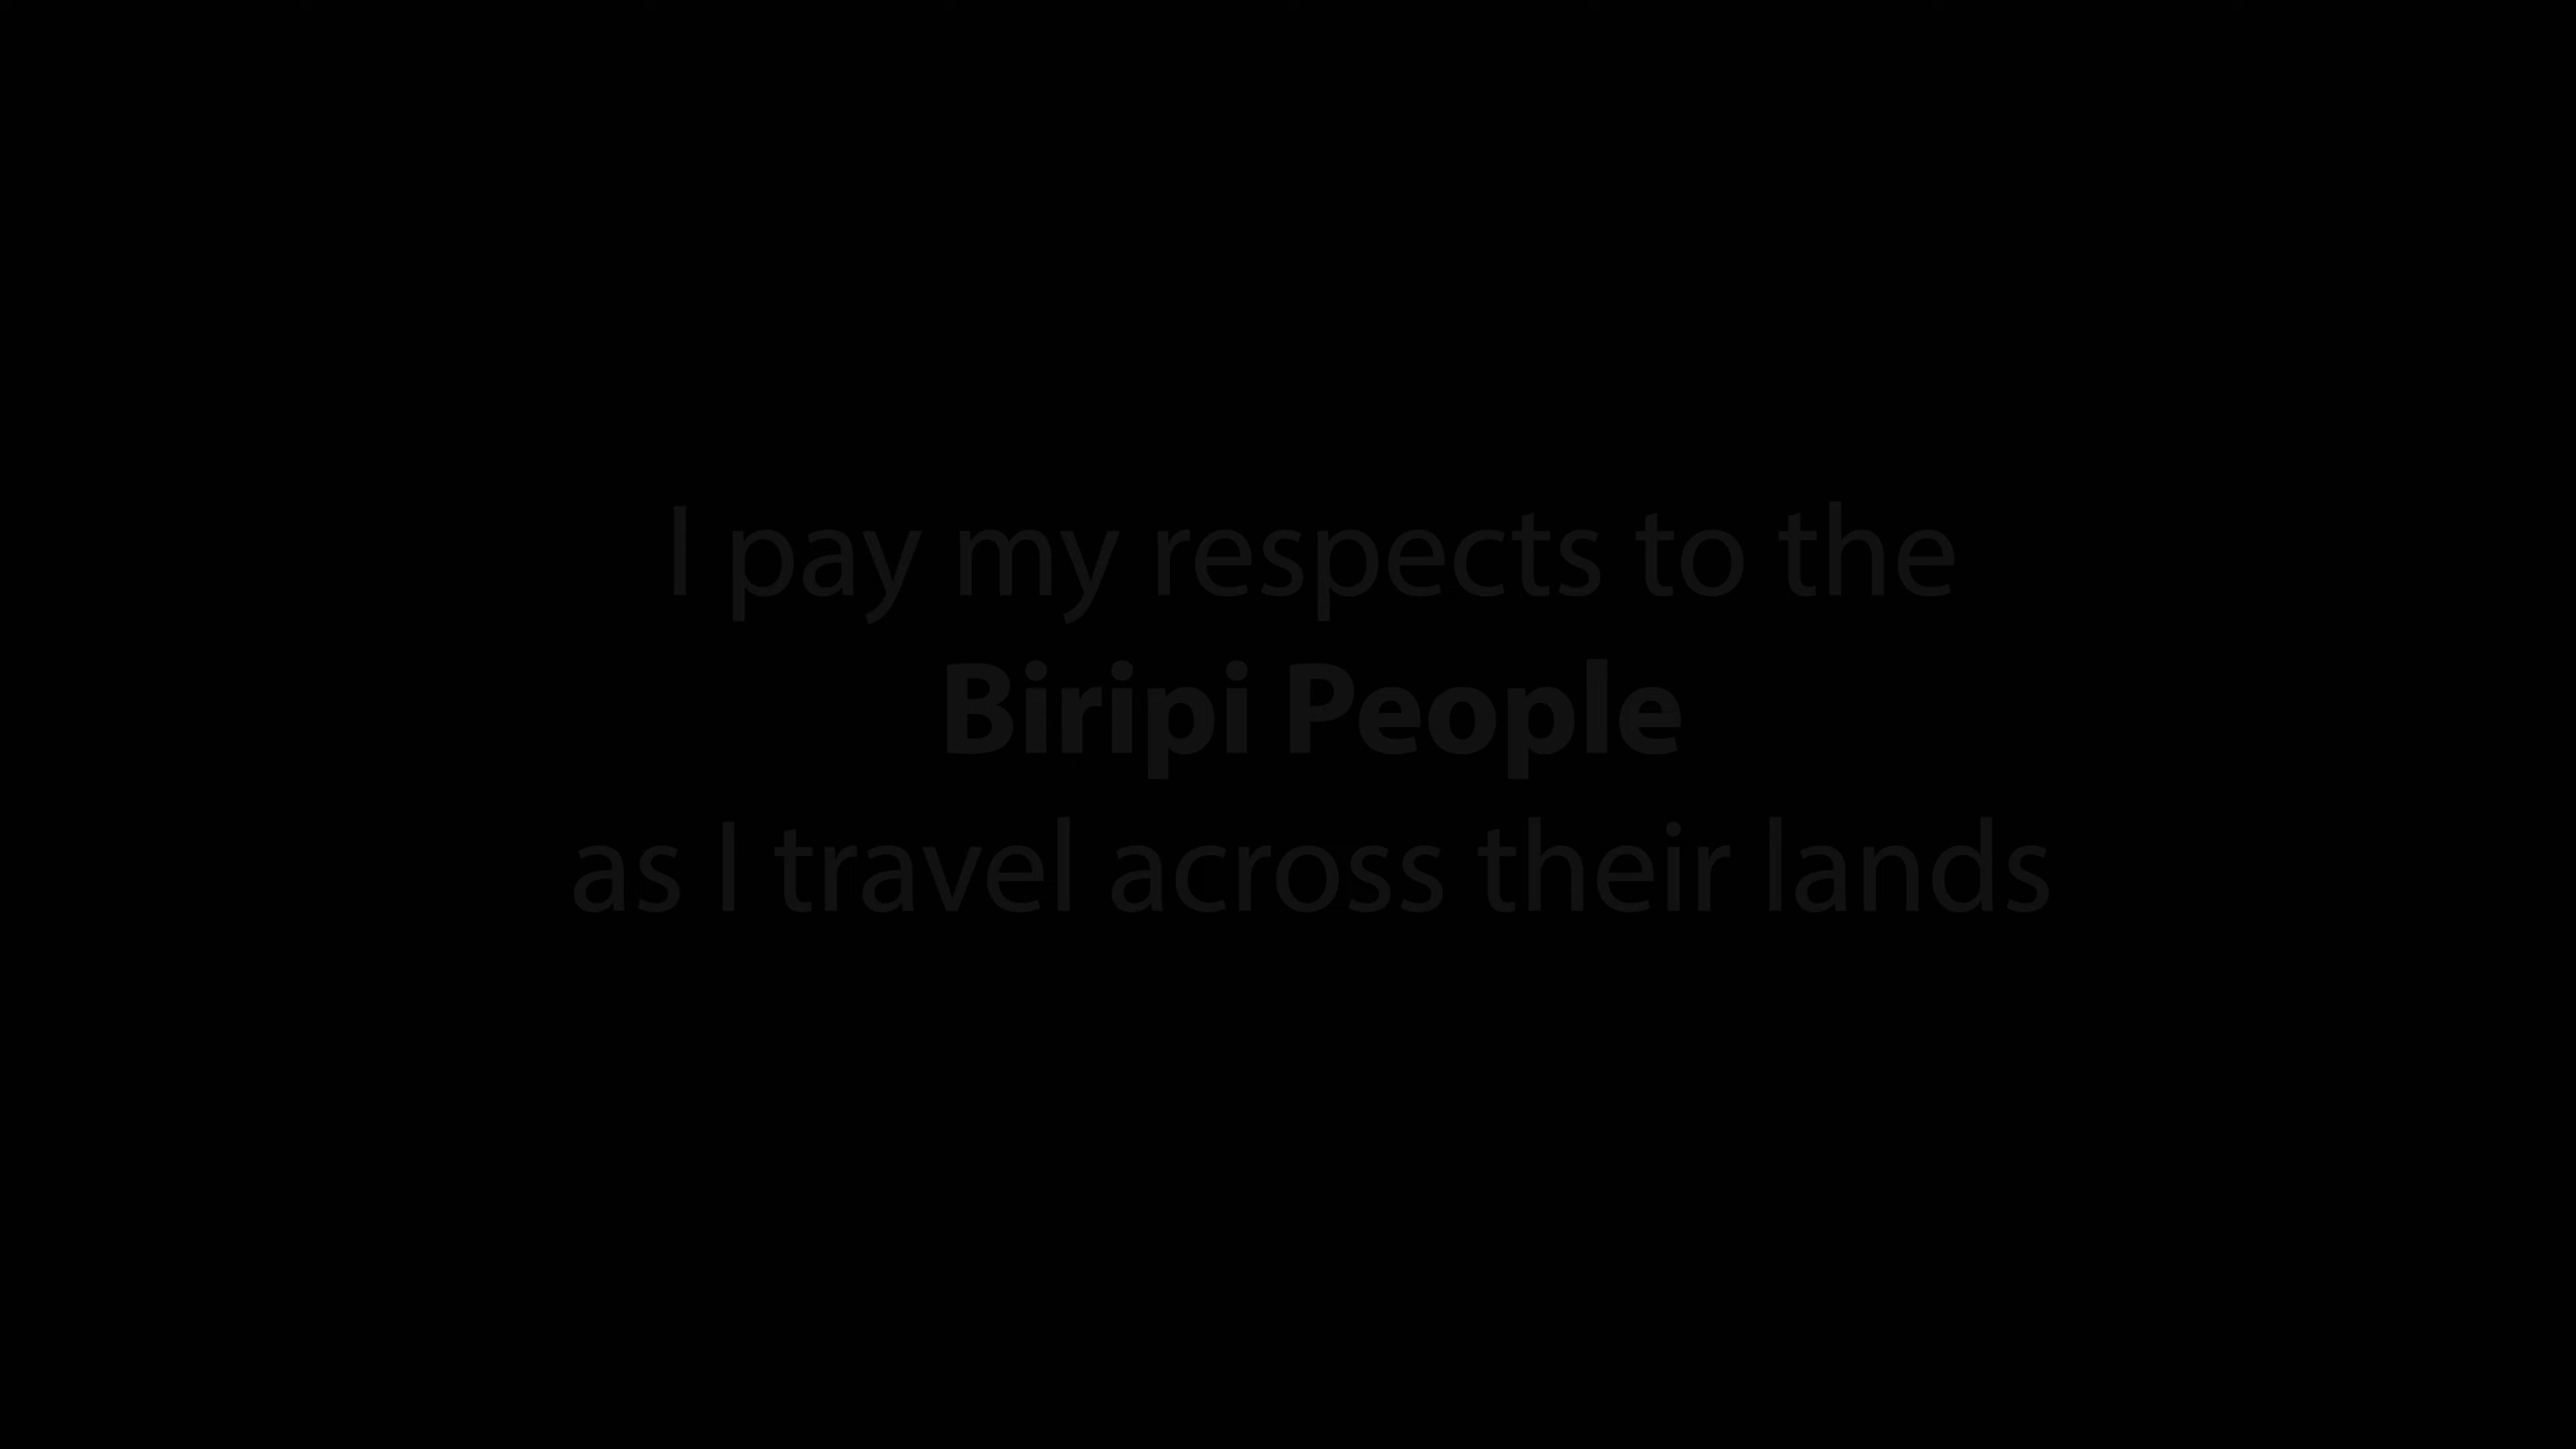 I pay my respects to the
Biripi People
as I travel across their lands